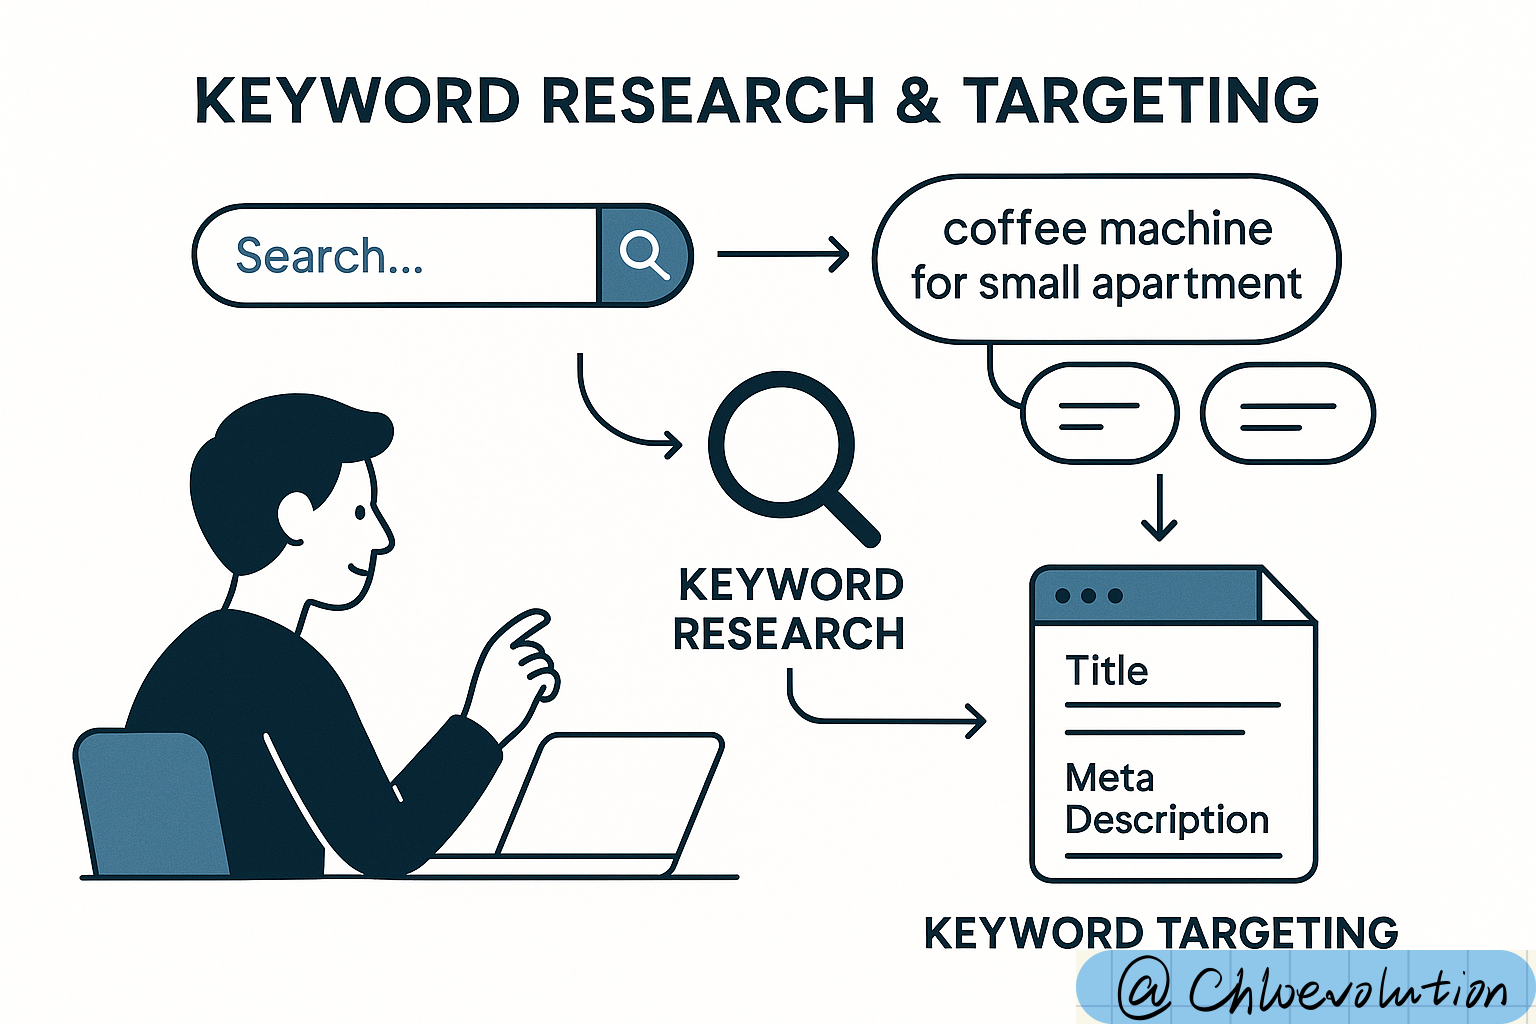 KEYWORD RESEARCH & TARGETING
Search...
coffee machine
for small apartment
KEYWORD
RESEARCH
Title
Meta
Description
KEYWORD TARGETING
@ Chloevolution